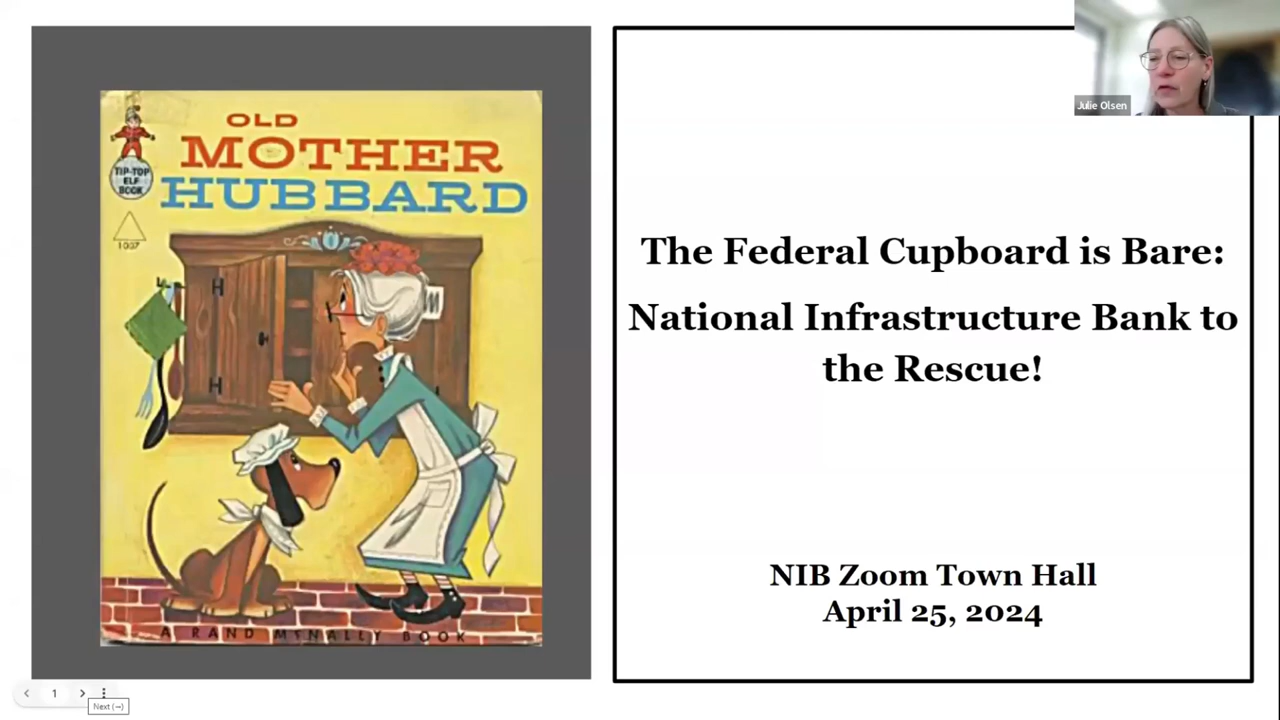 OLD
MOTHER
HUBBARD
TIP-TOP
ELF
BOOK
1007
A RAND McNALLY BOOK
The Federal Cupboard is Bare:
National Infrastructure Bank to
the Rescue!
NIB Zoom Town Hall
April 25, 2024
Julie Olsen
1
Next (→)